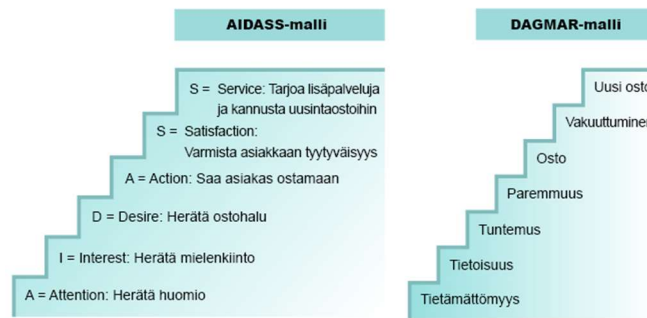 AIDASS-malli
S = Service: Tarjoa lisäpalveluja
ja kannusta uusintaostoihin
S = Satisfaction:
Varmista asiakkaan tyytyväisyys
A = Action: Saa asiakas ostamaan
D = Desire: Herätä ostohalu
I = Interest: Herätä mielenkiinto
A = Attention: Herätä huomio
DAGMAR-malli
Uusi osto
Vakuuttuminen
Osto
Paremmuus
Tuntemus
Tietoisuus
Tietämättömyys